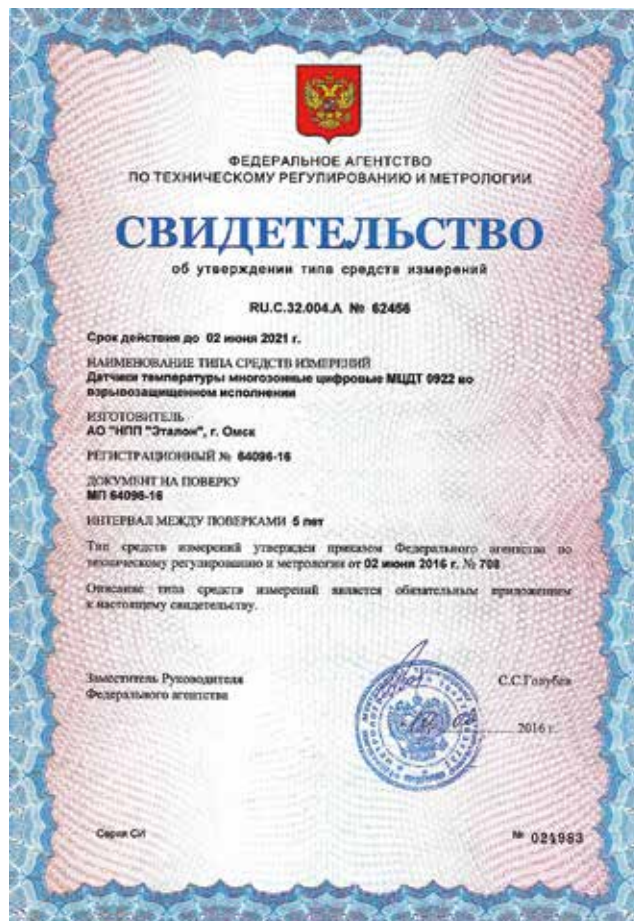 ФЕДЕРАЛЬНОЕ АГЕНТСТВО
ПО ТЕХНИЧЕСКОМУ РЕГУЛИРОВАНИЮ И МЕТРОЛОГИИ
СВИДЕТЕЛЬСТВО
об утверждении типа средств измерений
RU.C.32.004.A № 62456
Срок действия до 02 июня 2021 г.
НАИМЕНОВАНИЕ ТИПА СРЕДСТВ ИЗМЕРЕНИЙ
Датчики температуры многозонные цифровые МЦДТ 0922 во
взрывозащищенном исполнении
ИЗГОТОВИТЕЛЬ
АО "НПП "Эталон", г. Омск
РЕГИСТРАЦИОННЫЙ № 64096-16
ДОКУМЕНТ НА ПОВЕРКУ
МП 64096-16
ИНТЕРВАЛ МЕЖДУ ПОВЕРКАМИ 5 лет
Тип средств измерений утвержден приказом Федерального агентства по
техническому регулированию и метрологии от 02 июня 2016 г. № 708
Описание типа средств измерений является обязательным приложением
к настоящему свидетельству.
Заместитель Руководителя
Федерального агентства
С.С.Голубев
2016 г.
Серия СИ
№ 024983